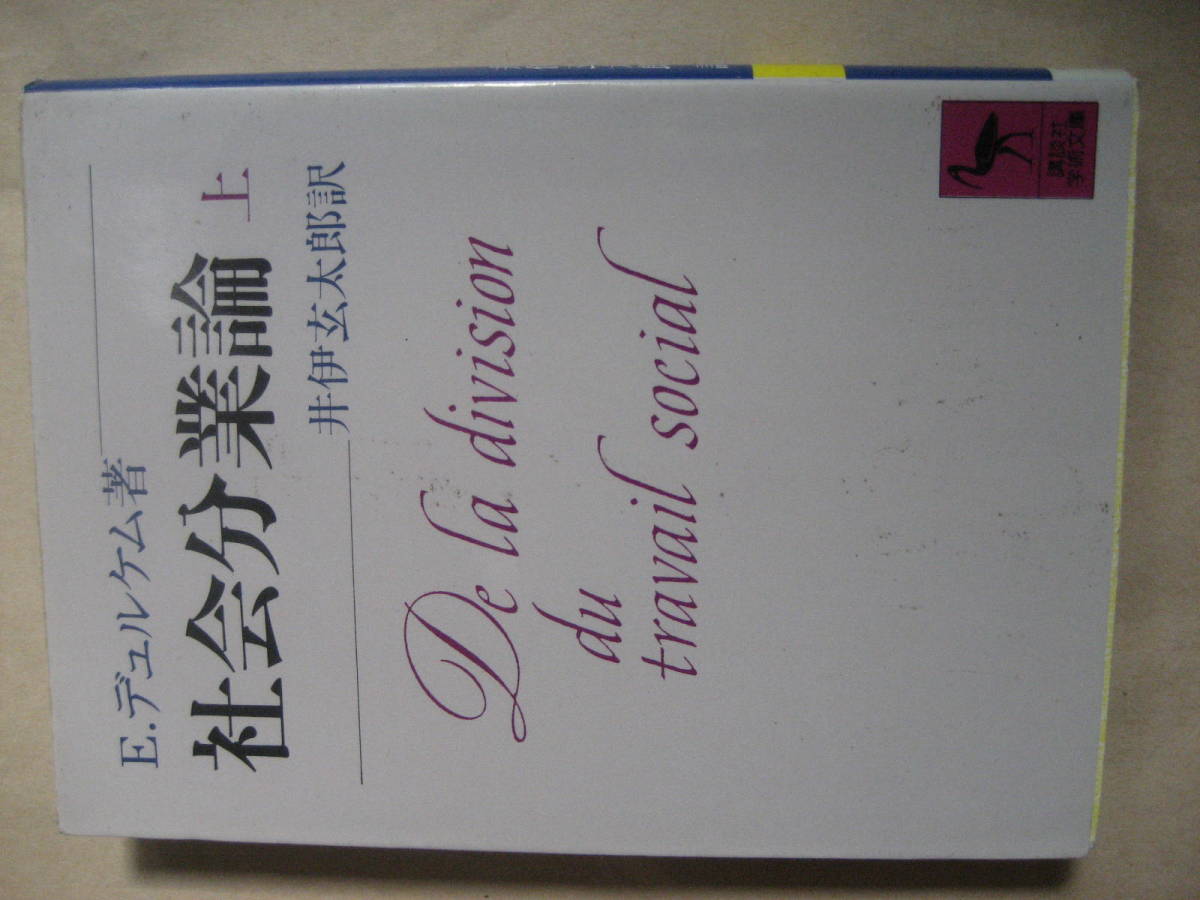 E.デュルケム著
社会分業論 上
井伊玄太郎訳
De la division
du
travail social
講談社
学術文庫